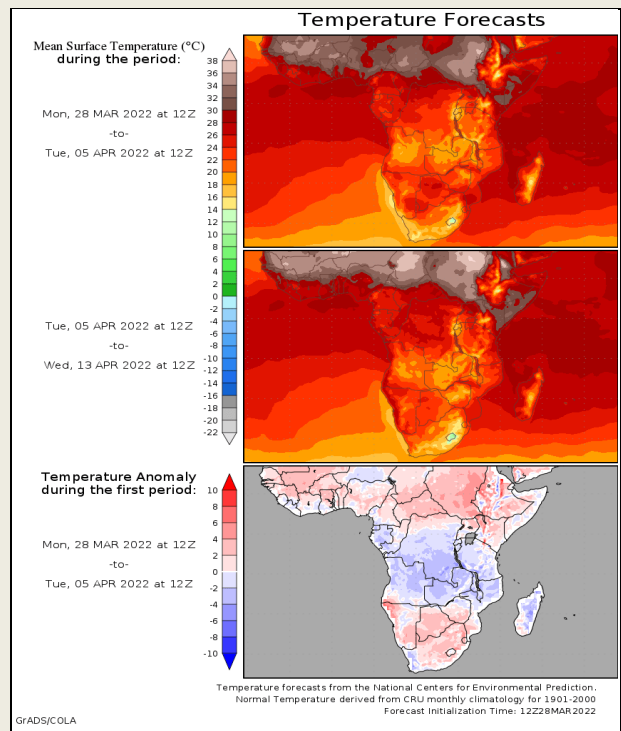 Temperature Forecasts
Mean Surface Temperature (°C)
during the period:
Mon, 28 MAR 2022 at 12Z
-to-
Tue, 05 APR 2022 at 12Z
38
36
34
32
30
28
26
24
22
20
18
16
14
12
10
8
6
4
2
0
-2
-4
-6
-8
-10
-12
-14
-16
-18
-20
-22
Tue, 05 APR 2022 at 12Z
-to-
Wed, 13 APR 2022 at 12Z
Temperature Anomaly
during the first period:
Mon, 28 MAR 2022 at 12Z
-to-
Tue, 05 APR 2022 at 12Z
10
8
6
4
2
0
-2
-4
-6
-8
-10
Temperature forecasts from the National Centers for Environmental Prediction.
Normal Temperature derived from CRU monthly climatology for 1901-2000
Forecast Initialization Time: 12Z28MAR2022
GrADS/COLA